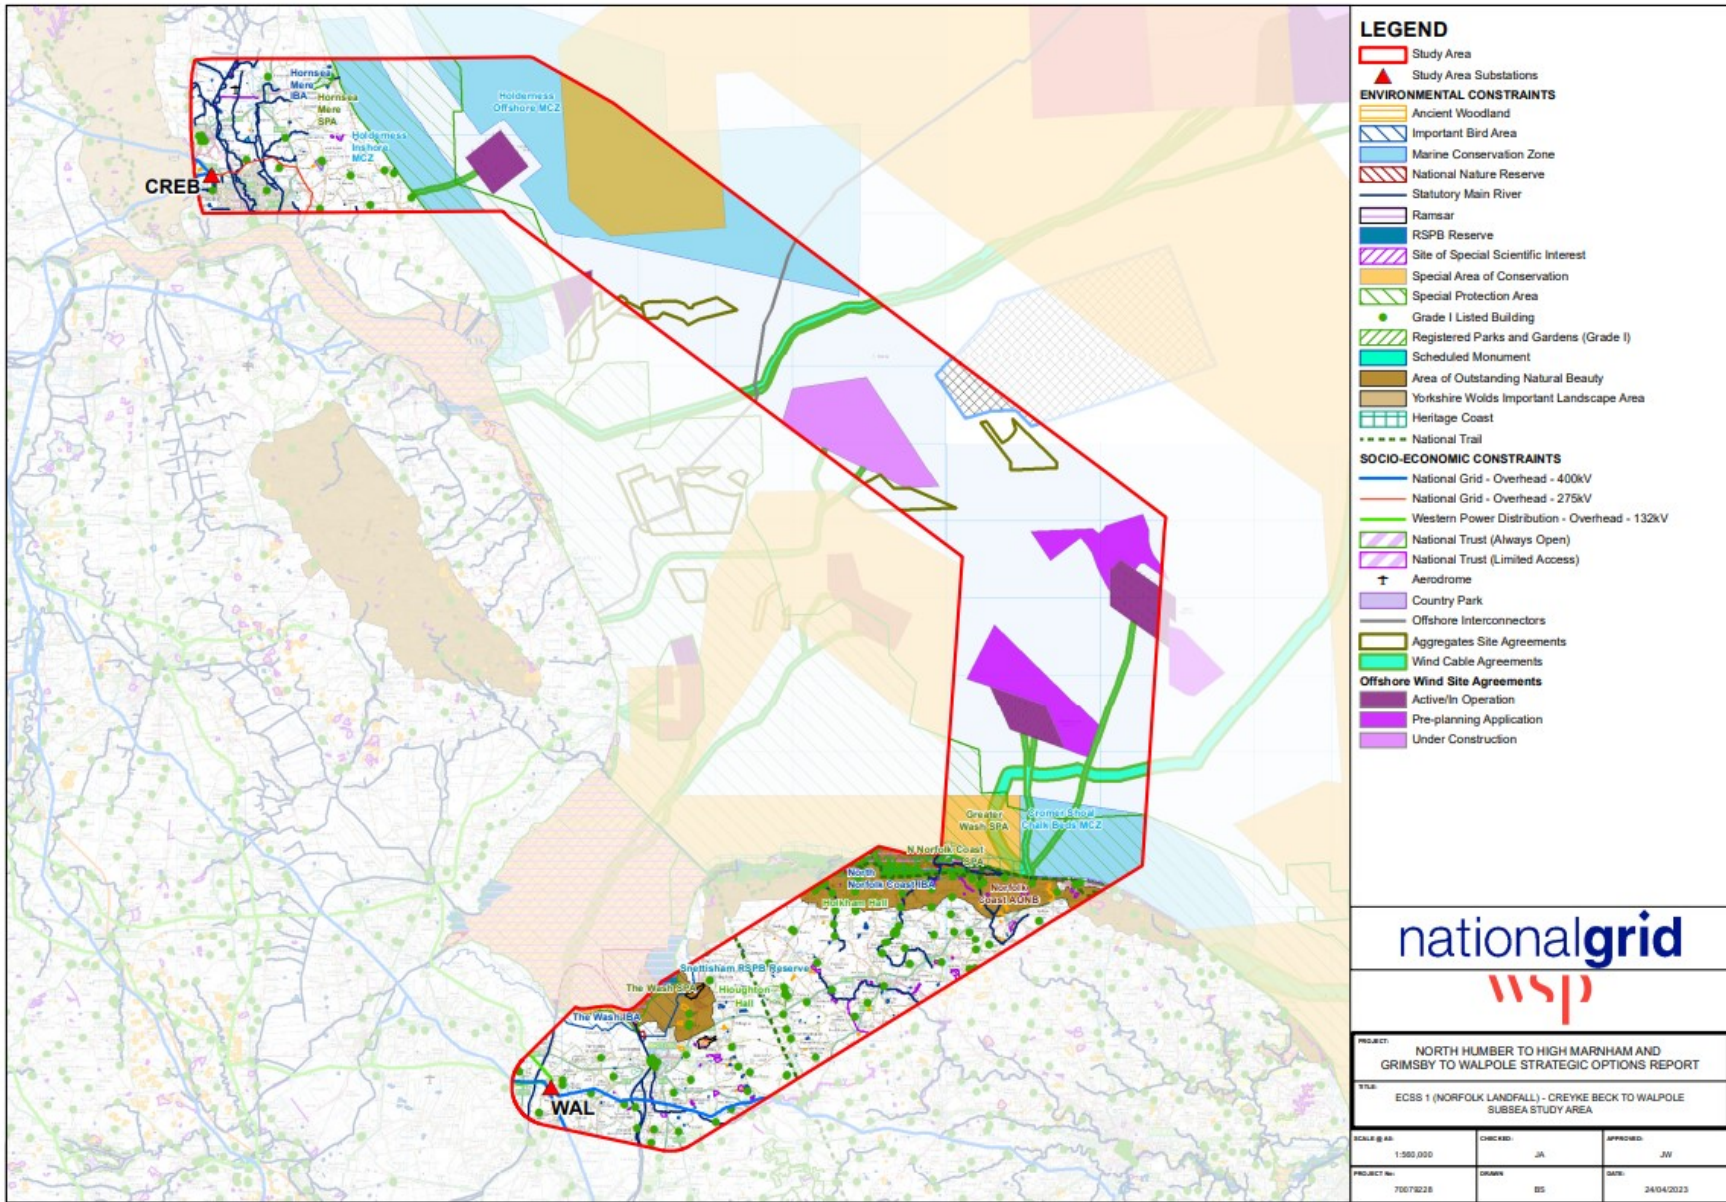 Hornsea
Mere
IBA
Hornsea
Mere
SPA
Holderness
Inshore
MCZ
Holderness
Offshore MCZ
CREB
Greater
Wash SPA
Cromer Shoal
Chalk Beds MCZ
N Norfolk Coast
SPA
North
Norfolk Coast IBA
Norfolk
Coast AONB
Holkham Hall
Snettisham RSPB Reserve
The Wash SPA
Houghton
Hall
The Wash IBA
WAL
LEGEND
Study Area
Study Area Substations
ENVIRONMENTAL CONSTRAINTS
Ancient Woodland
Important Bird Area
Marine Conservation Zone
National Nature Reserve
Statutory Main River
Ramsar
RSPB Reserve
Site of Special Scientific Interest
Special Area of Conservation
Special Protection Area
Grade I Listed Building
Registered Parks and Gardens (Grade I)
Scheduled Monument
Area of Outstanding Natural Beauty
Yorkshire Wolds Important Landscape Area
Heritage Coast
National Trail
SOCIO-ECONOMIC CONSTRAINTS
National Grid - Overhead - 400kV
National Grid - Overhead - 275kV
Western Power Distribution - Overhead - 132kV
National Trust (Always Open)
National Trust (Limited Access)
Aerodrome
Country Park
Offshore Interconnectors
Aggregates Site Agreements
Wind Cable Agreements
Offshore Wind Site Agreements
Active/In Operation
Pre-planning Application
Under Construction
nationalgrid
wsp
PROJECT:
NORTH HUMBER TO HIGH MARNHAM AND
GRIMSBY TO WALPOLE STRATEGIC OPTIONS REPORT
TITLE:
ECSS 1 (NORFOLK LANDFALL) - CREYKE BECK TO WALPOLE
SUBSEA STUDY AREA
SCALE @ A3: CHECKED: APPROVED:
1:560,000 JA JW
PROJECT No: DRAWN DATE:
70079228 BS 24/04/2023